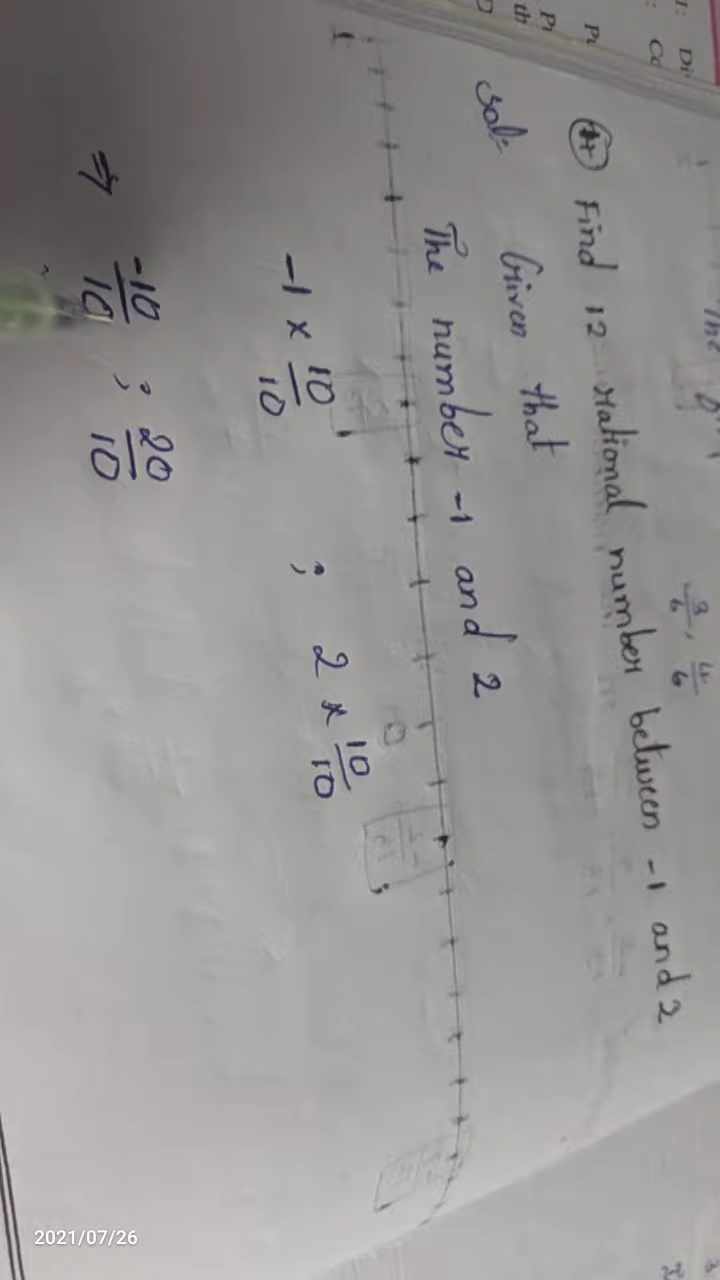 3/6, 4/6
Find 12 rational number between -1 and 2
Sol:- Given that
The number -1 and 2
-1 × 10/10 ; 2 × 10/10
⇒ -10/10 ; 20/10
2021/07/26